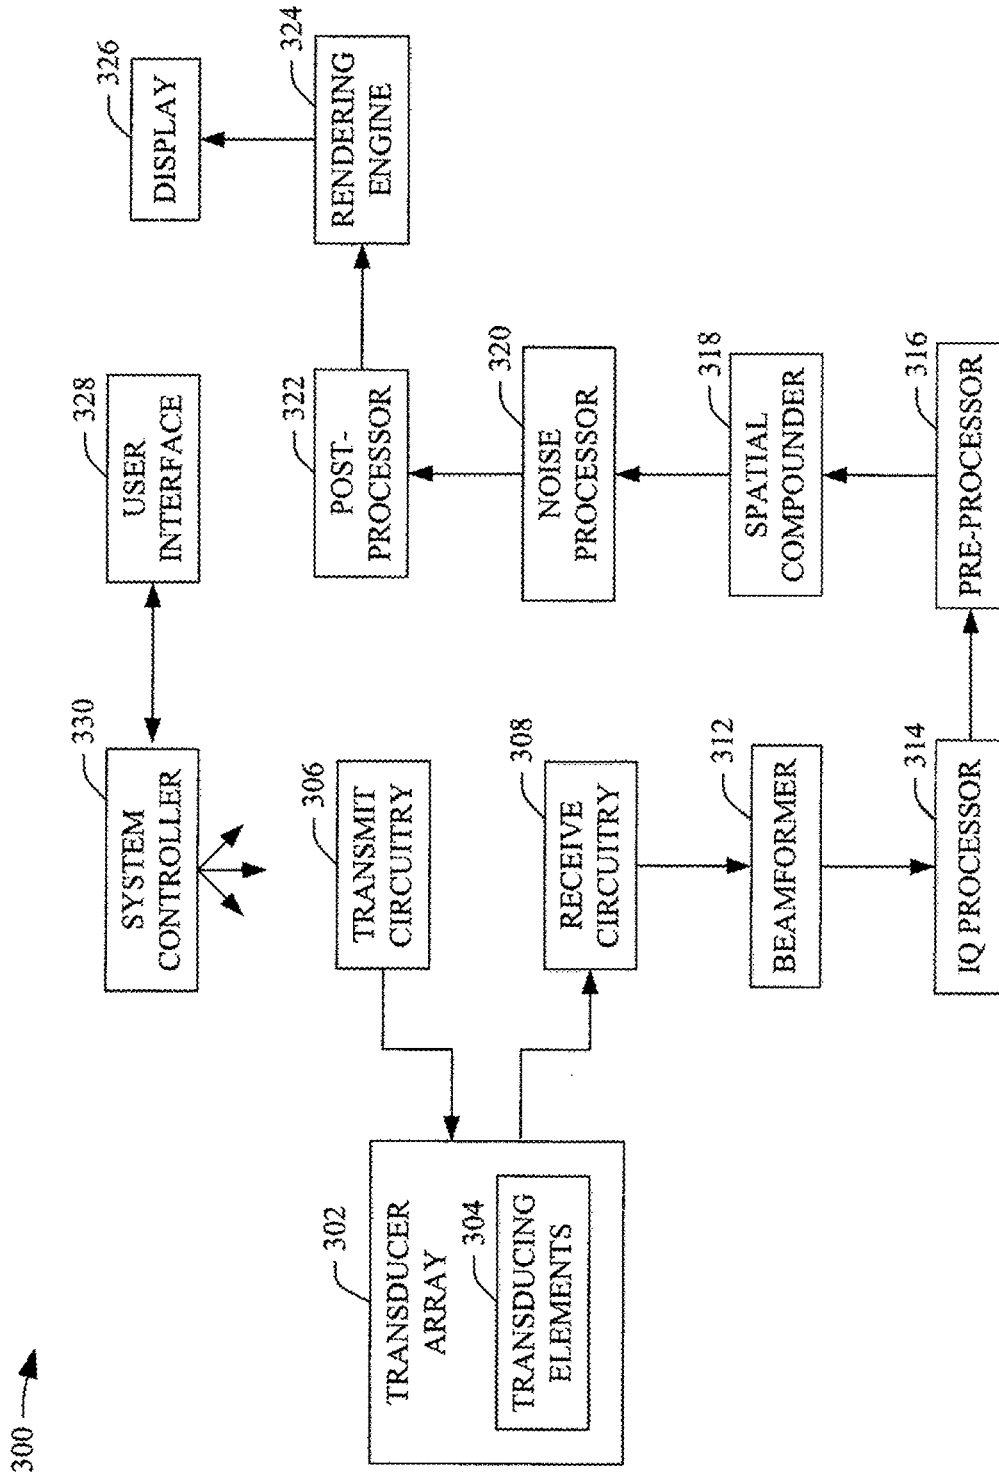 300
302
TRANSDUCER
ARRAY
304
TRANSDUCING
ELEMENTS
330
SYSTEM
CONTROLLER
328
USER
INTERFACE
326
DISPLAY
306
TRANSMIT
CIRCUITRY
322
POST-
PROCESSOR
324
RENDERING
ENGINE
308
RECEIVE
CIRCUITRY
320
NOISE
PROCESSOR
312
BEAMFORMER
318
SPATIAL
COMPOUNDER
314
IQ PROCESSOR
316
PRE-PROCESSOR